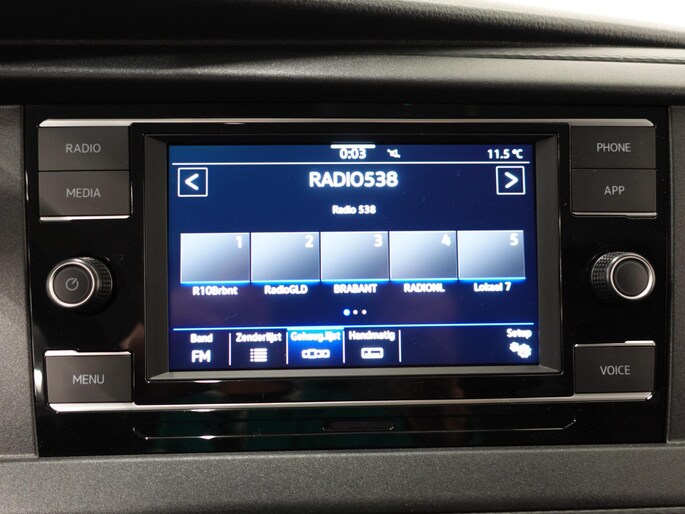 RADIO
MEDIA
MENU
0:03
11.5 °C
<
RADIO538
>
Radio 538
1
2
3
4
5
R10Brbnt
RadioGLD
BRABANT
RADIONL
Lokaal 7
Band
Zenderlijst
Geheug.lijst
Handmatig
Setup
FM
PHONE
APP
VOICE